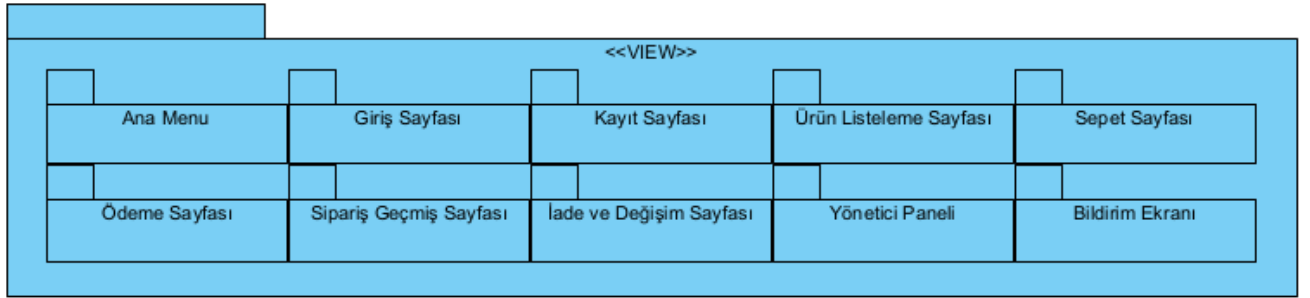 <<VIEW>>
Ana Menu
Giriş Sayfası
Kayıt Sayfası
Ürün Listeleme Sayfası
Sepet Sayfası
Ödeme Sayfası
Sipariş Geçmiş Sayfası
İade ve Değişim Sayfası
Yönetici Paneli
Bildirim Ekranı